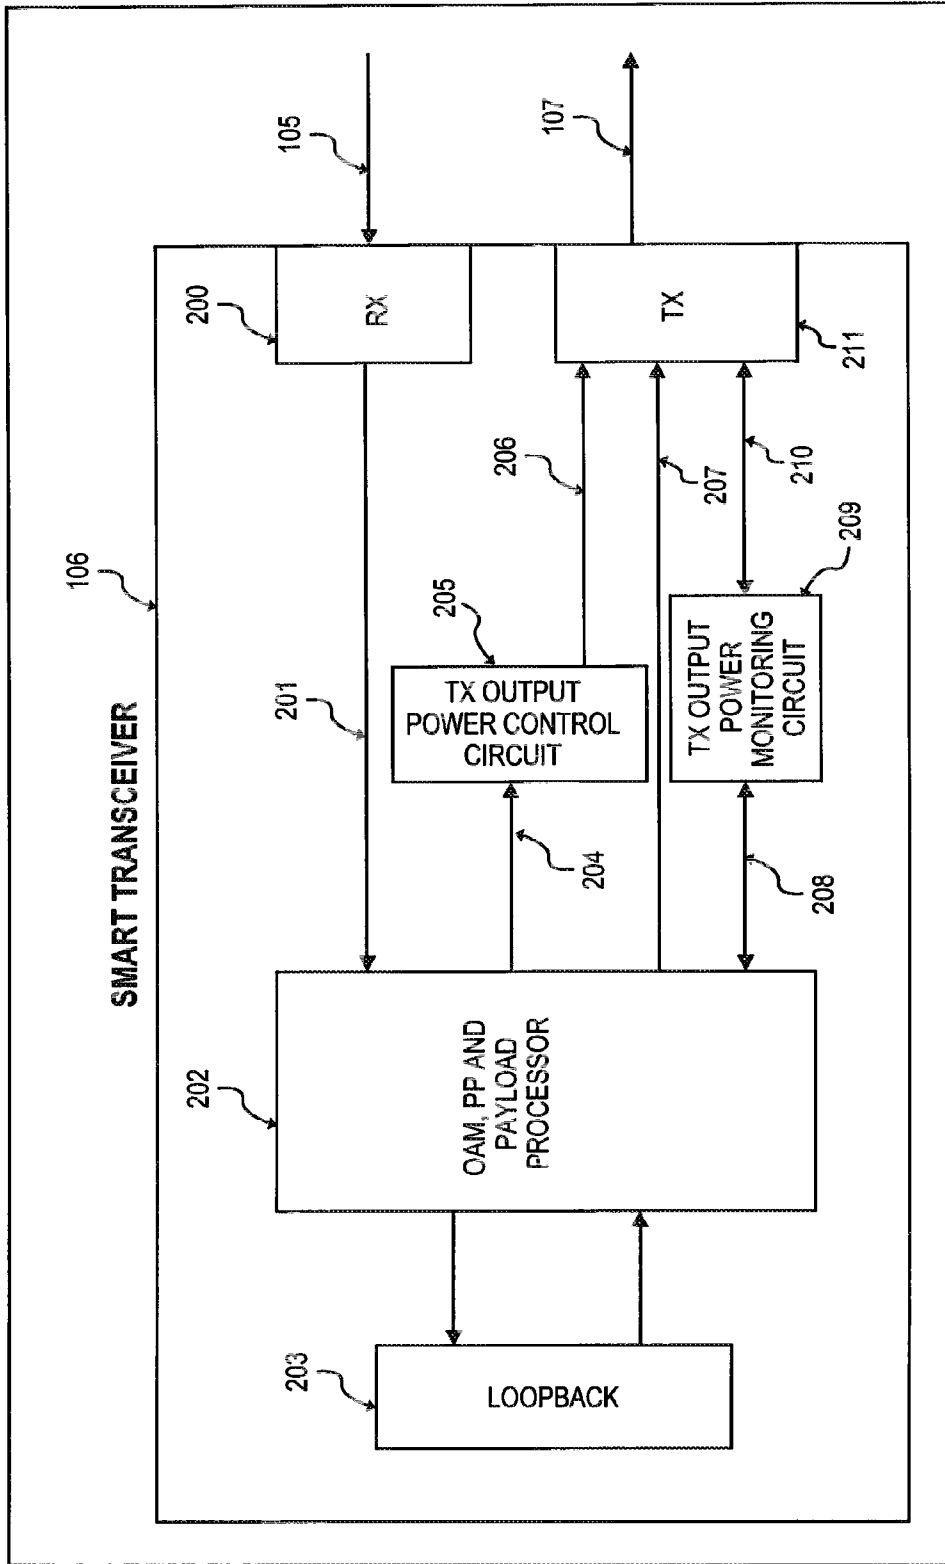 SMART TRANSCEIVER
106
105
200
RX
201
202
OAM, PP AND
PAYLOAD
PROCESSOR
203
LOOPBACK
204
205
TX OUTPUT
POWER CONTROL
CIRCUIT
206
207
107
TX
211
208
209
TX OUTPUT
POWER
MONITORING
CIRCUIT
210